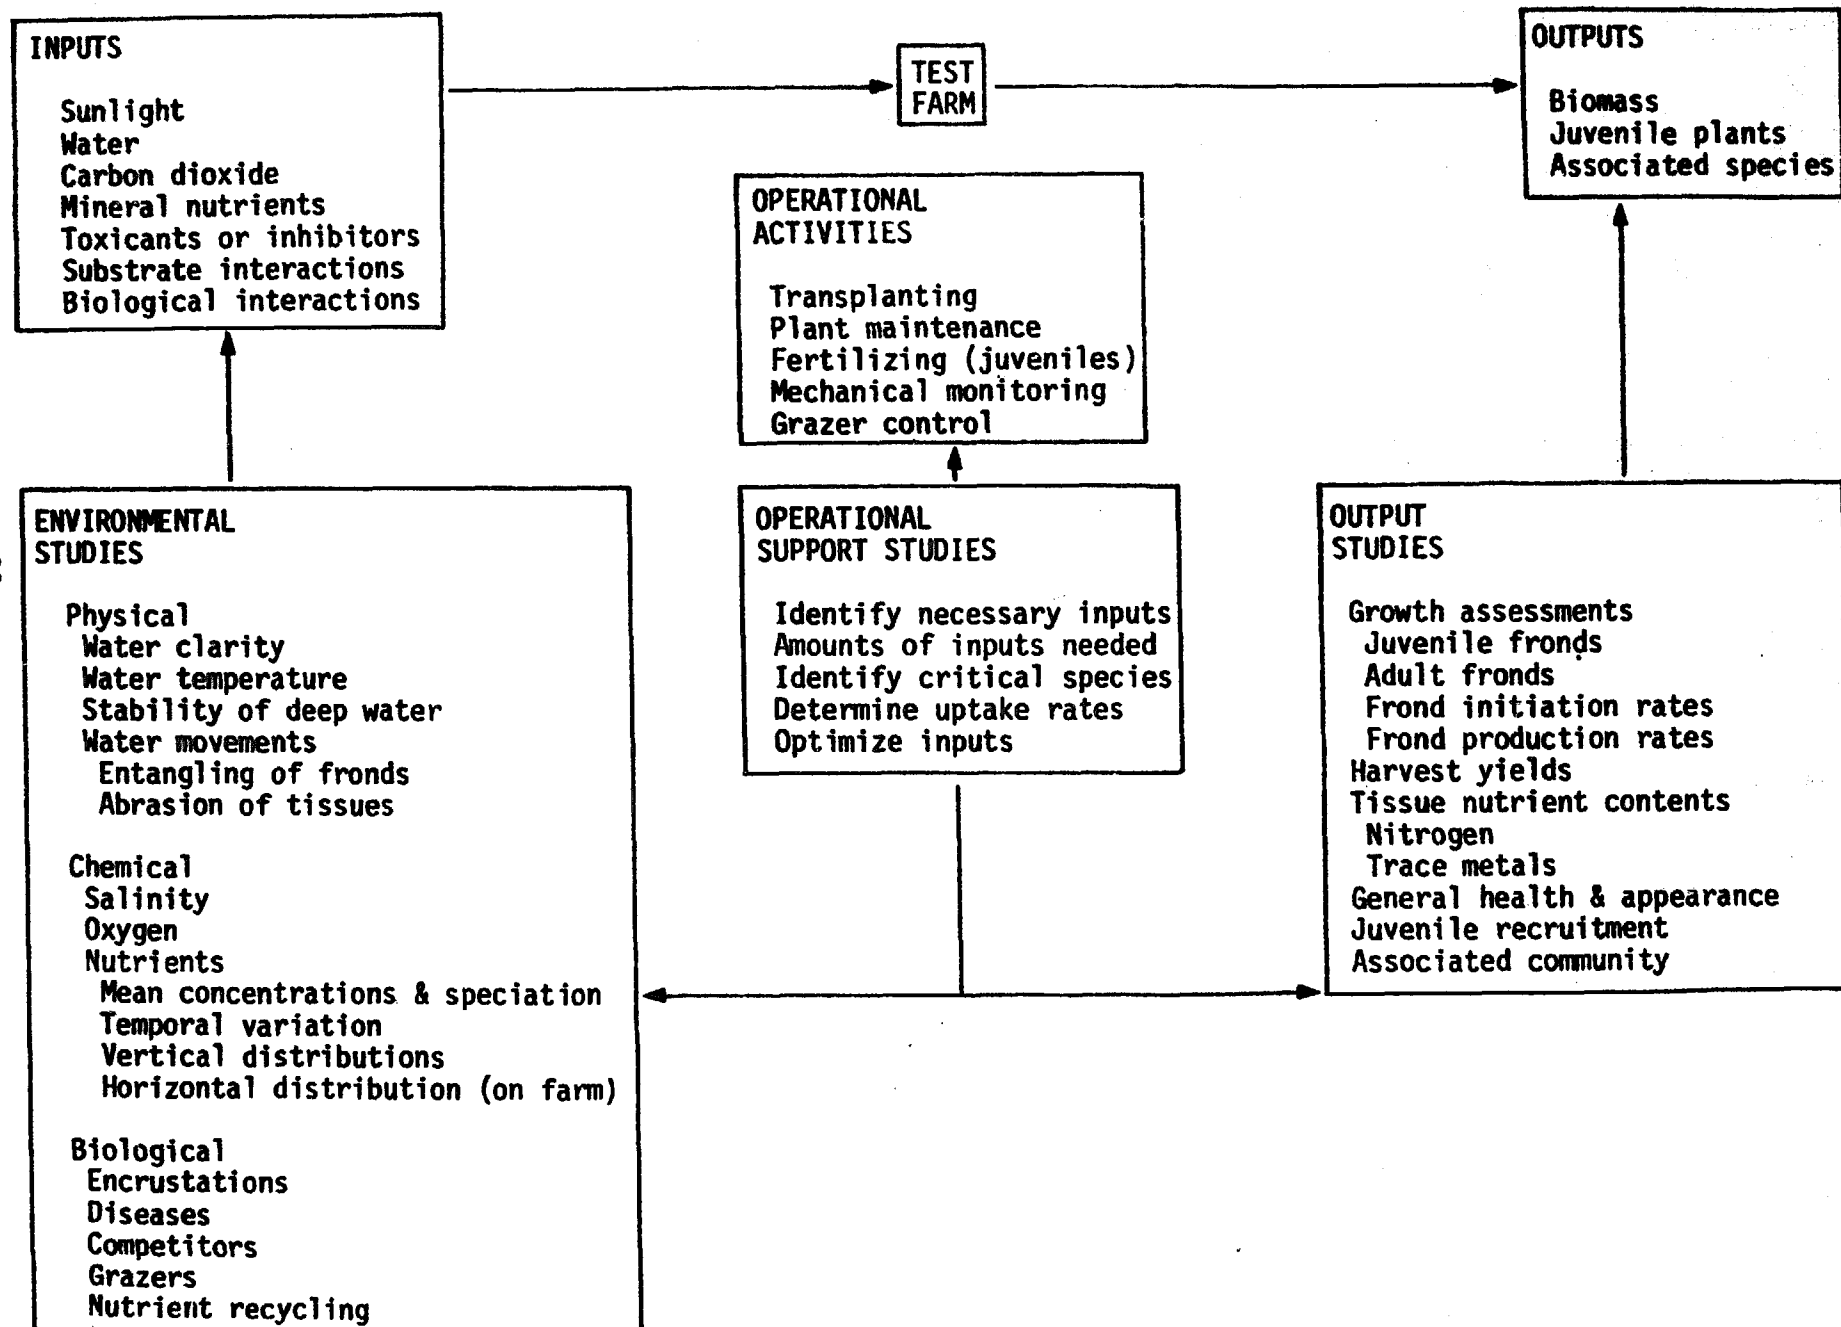 INPUTS
Sunlight
Water
Carbon dioxide
Mineral nutrients
Toxicants or inhibitors
Substrate interactions
Biological interactions
TEST
FARM
OUTPUTS
Biomass
Juvenile plants
Associated species
OPERATIONAL
ACTIVITIES
Transplanting
Plant maintenance
Fertilizing (juveniles)
Mechanical monitoring
Grazer control
ENVIRONMENTAL
STUDIES
Physical
Water clarity
Water temperature
Stability of deep water
Water movements
Entangling of fronds
Abrasion of tissues
Chemical
Salinity
Oxygen
Nutrients
Mean concentrations & speciation
Temporal variation
Vertical distributions
Horizontal distribution (on farm)
Biological
Encrustations
Diseases
Competitors
Grazers
Nutrient recycling
OPERATIONAL
SUPPORT STUDIES
Identify necessary inputs
Amounts of inputs needed
Identify critical species
Determine uptake rates
Optimize inputs
OUTPUT
STUDIES
Growth assessments
Juvenile fronds
Adult fronds
Frond initiation rates
Frond production rates
Harvest yields
Tissue nutrient contents
Nitrogen
Trace metals
General health & appearance
Juvenile recruitment
Associated community